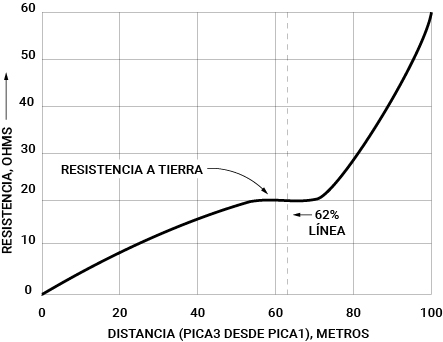 60
50
40
30
20
10
0
RESISTENCIA, OHMS
RESISTENCIA A TIERRA
62%
LÍNEA
0 20 40 60 80 100
DISTANCIA (PICA3 DESDE PICA1), METROS